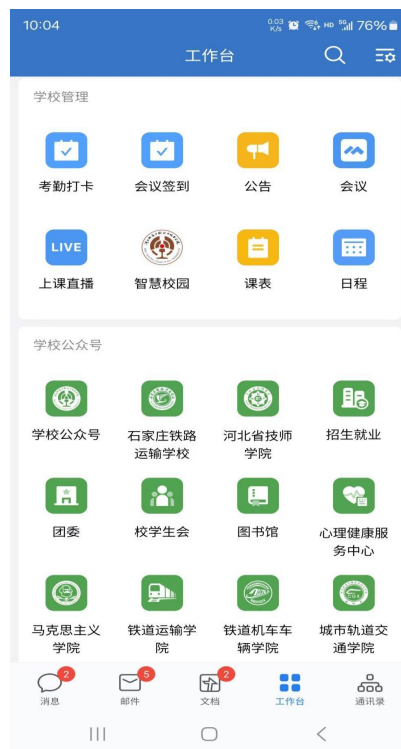 10:04 0.03 K/s HD 5G 76%
工作台
学校管理
考勤打卡 会议签到 公告 会议
LIVE
上课直播 智慧校园 课表 日程
学校公众号
学校公众号 石家庄铁路 河北省技师 招生就业
运输学校 学院
团委 校学生会 图书馆 心理健康服
务中心
马克思主义 铁道运输学 铁道机车车 城市轨道交
学院 院 辆学院 通学院
2 5 2
消息 邮件 文档 工作台 通讯录